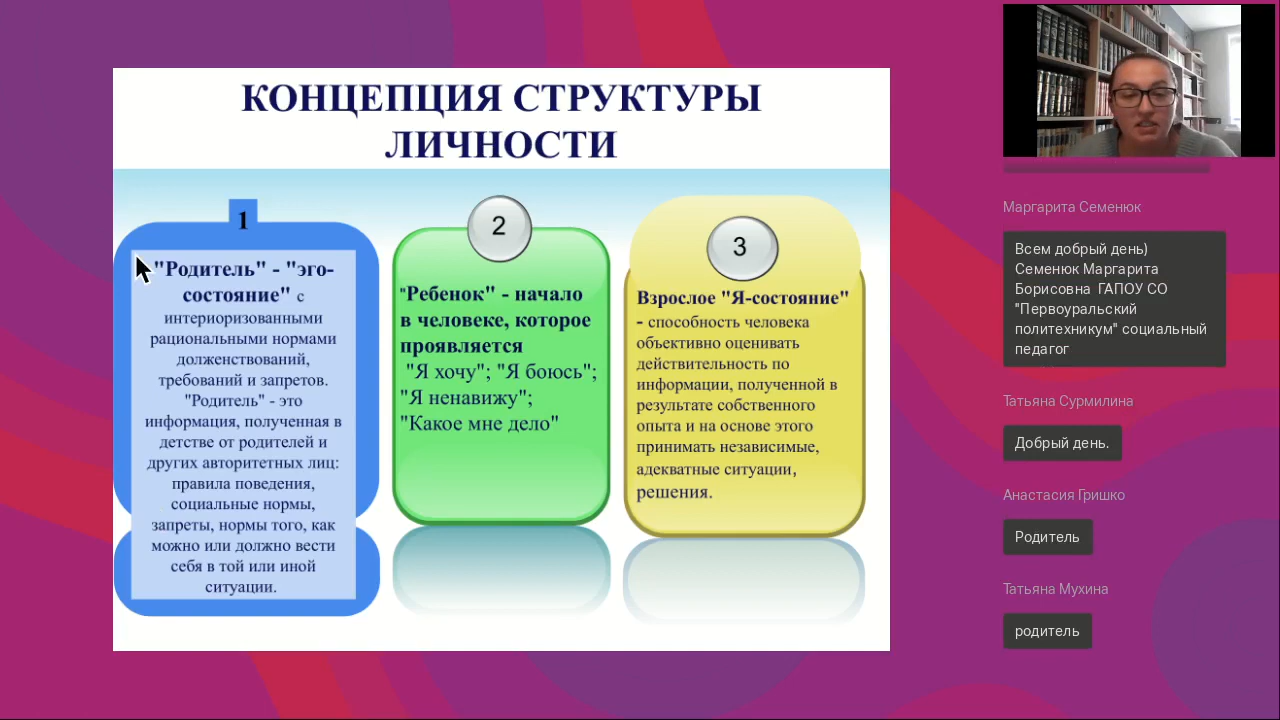 КОНЦЕПЦИЯ СТРУКТУРЫ
ЛИЧНОСТИ
1
"Родитель" - "эго-
состояние" с
интериоризованными
рациональными нормами
долженствований,
требований и запретов.
"Родитель" - это
информация, полученная в
детстве от родителей и
других авторитетных лиц:
правила поведения,
социальные нормы,
запреты, нормы того, как
можно или должно вести
себя в той или иной
ситуации.
2
"Ребенок" - начало
в человеке, которое
проявляется
"Я хочу"; "Я боюсь";
"Я ненавижу";
"Какое мне дело"
3
Взрослое "Я-состояние"
- способность человека
объективно оценивать
действительность по
информации, полученной в
результате собственного
опыта и на основе этого
принимать независимые,
адекватные ситуации,
решения.
Маргарита Семенюк
Всем добрый день)
Семенюк Маргарита
Борисовна ГАПОУ СО
"Первоуральский
политехникум" социальный
педагог
Татьяна Сурмилина
Добрый день.
Анастасия Гришко
Родитель
Татьяна Мухина
родитель